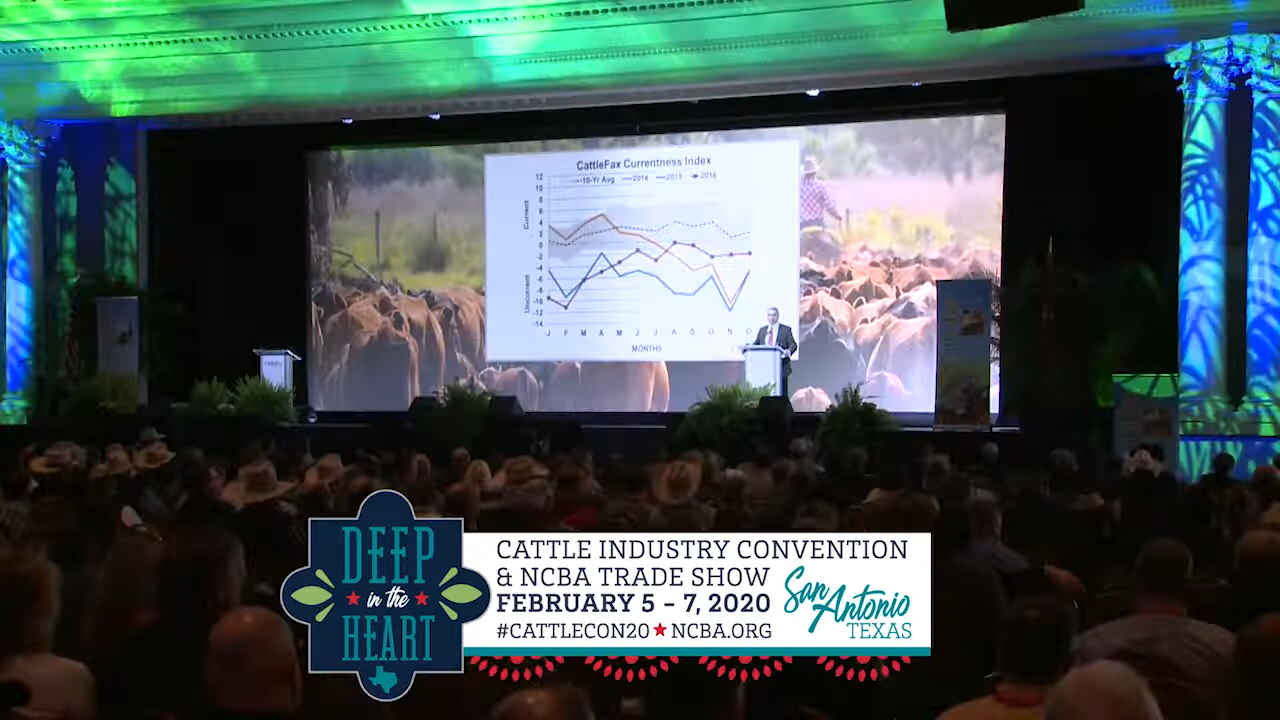 CattleFax Currentness Index
10-Yr Avg 2014 2015 2016
12
10
8
6
4
2
0
-2
-4
-6
-8
-10
-12
-14
Current
Uncurrent
J F M A M J J A S O N D
MONTHS
DEEP
in the
HEART
CATTLE INDUSTRY CONVENTION
& NCBA TRADE SHOW
FEBRUARY 5 – 7, 2020
#CATTLECON20 ★ NCBA.ORG
San
Antonio
TEXAS